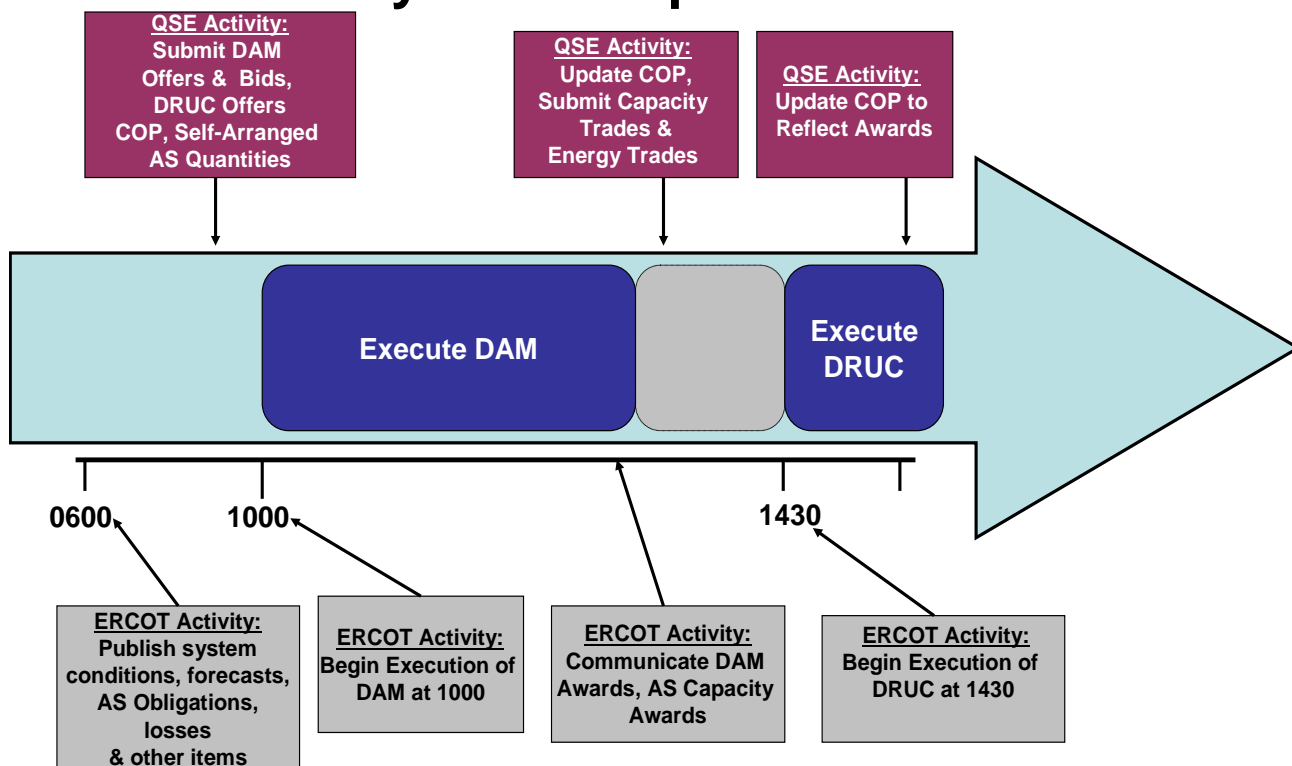 QSE Activity:
Submit DAM
Offers & Bids,
DRUC Offers
COP, Self-Arranged
AS Quantities
QSE Activity:
Update COP,
Submit Capacity
Trades &
Energy Trades
QSE Activity:
Update COP to
Reflect Awards
Execute DAM
Execute
DRUC
0600
1000
1430
ERCOT Activity:
Publish system
conditions, forecasts,
AS Obligations,
losses
& other items
ERCOT Activity:
Begin Execution of
DAM at 1000
ERCOT Activity:
Communicate DAM
Awards, AS Capacity
Awards
ERCOT Activity:
Begin Execution of
DRUC at 1430